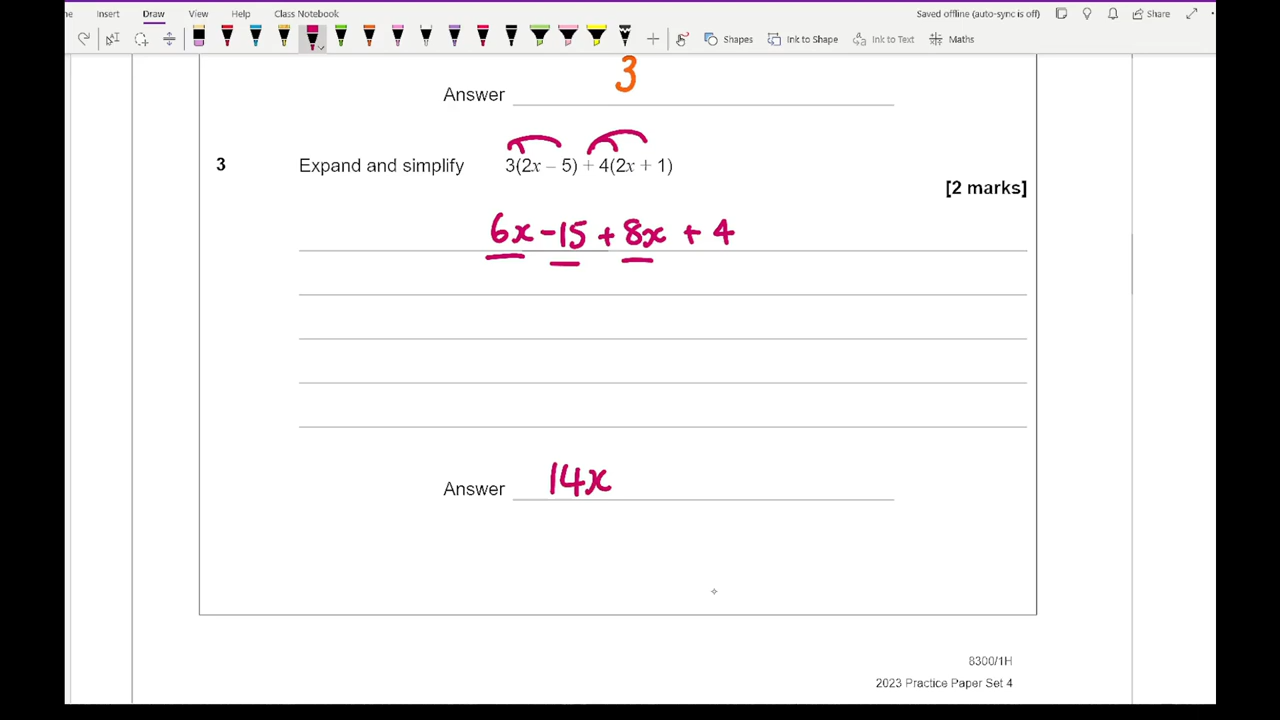 Insert Draw View Help Class Notebook Saved offline (auto-sync is off) Share
Shapes Ink to Shape Ink to Text Maths
3
Answer
3 Expand and simplify 3(2x – 5) + 4(2x + 1)
[2 marks]
6x -15 + 8x + 4
Answer 14x
8300/1H
2023 Practice Paper Set 4